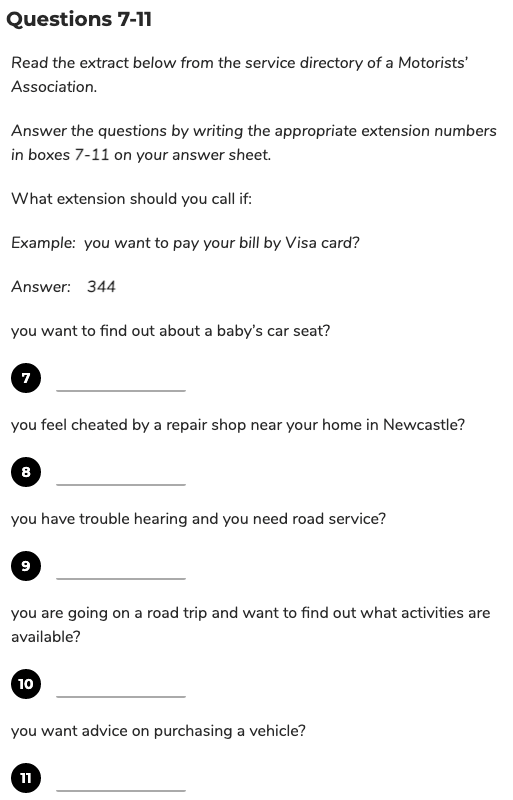 Questions 7-11
Read the extract below from the service directory of a Motorists'
Association.
Answer the questions by writing the appropriate extension numbers
in boxes 7-11 on your answer sheet.
What extension should you call if:
Example: you want to pay your bill by Visa card?
Answer: 344
you want to find out about a baby's car seat?
7
you feel cheated by a repair shop near your home in Newcastle?
8
you have trouble hearing and you need road service?
9
you are going on a road trip and want to find out what activities are
available?
10
you want advice on purchasing a vehicle?
11